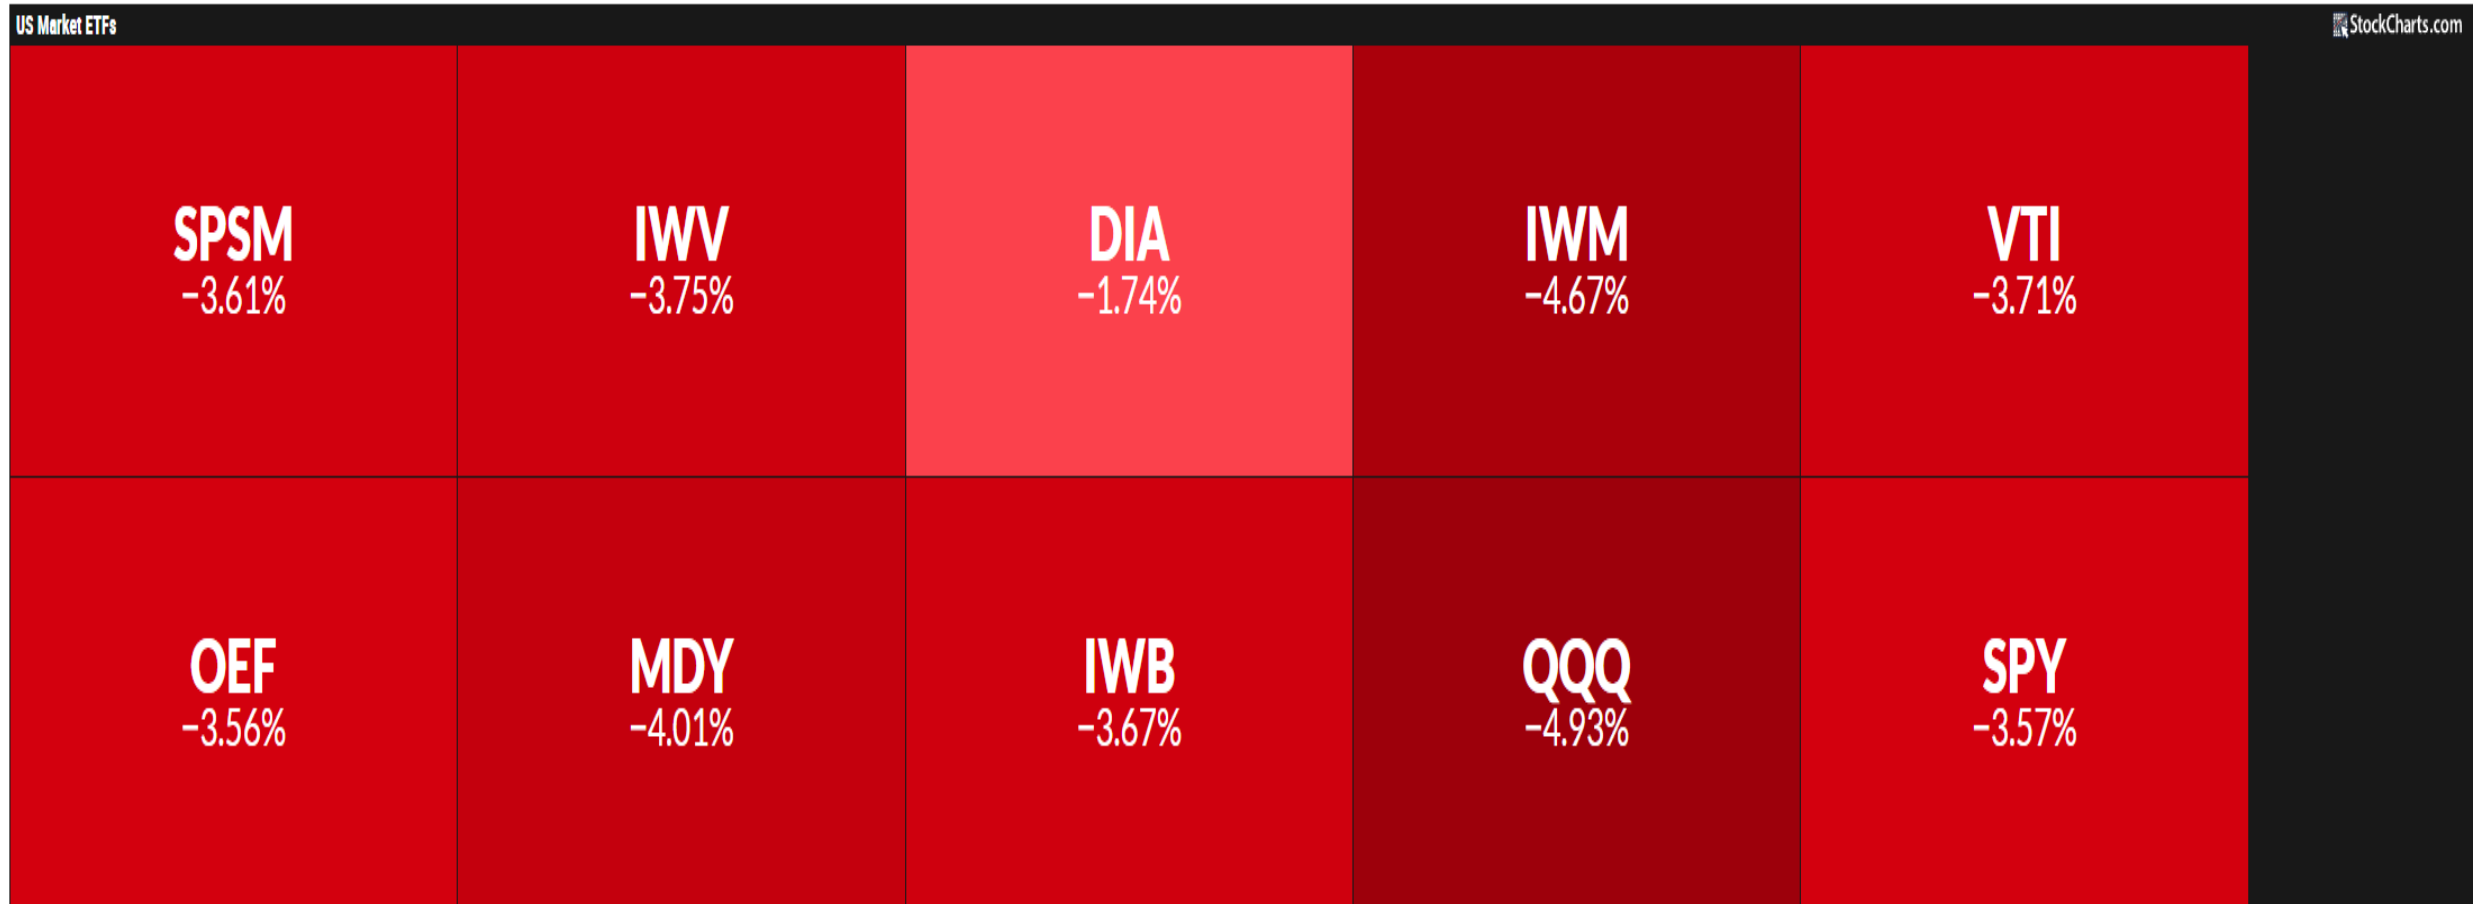 US Market ETFs
StockCharts.com
SPSM
−3.61%
IWV
−3.75%
DIA
−1.74%
IWM
−4.67%
VTI
−3.71%
OEF
−3.56%
MDY
−4.01%
IWB
−3.67%
QQQ
−4.93%
SPY
−3.57%